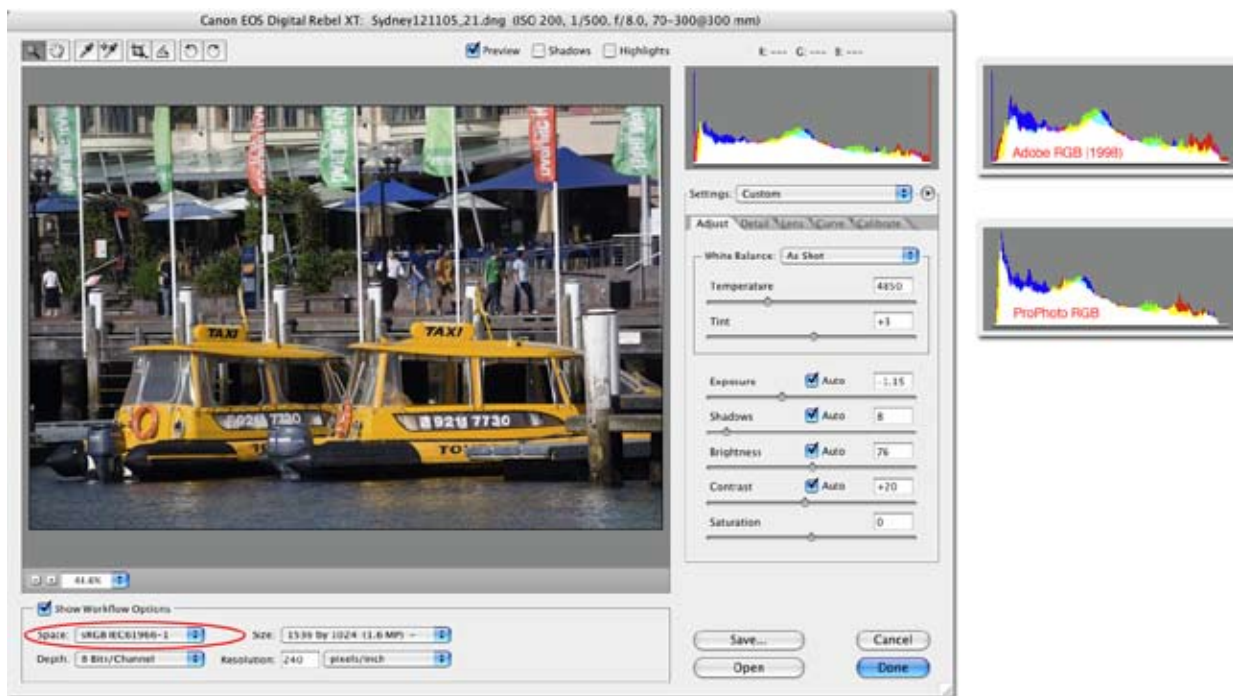 Canon EOS Digital Rebel XT: Sydney121105_21.dng (ISO 200, 1/500, f/8.0, 70-300@300 mm)
Preview Shadows Highlights R: --- G: --- B: ---
Adobe RGB (1998)
ProPhoto RGB
Settings: Custom
Adjust Detail Lens Curve Calibrate
White Balance: As Shot
Temperature 4850
Tint +3
Exposure Auto -1.15
Shadows Auto 8
Brightness Auto 76
Contrast Auto +20
Saturation 0
TAXI TAXI
7730 9211 7730
Show Workflow Options
Space: sRGB IEC61966-1 Size: 1536 by 1024 (1.6 MP) -
Depth: 8 Bits/Channel Resolution: 240 pixels/inch
Save... Cancel
Open Done